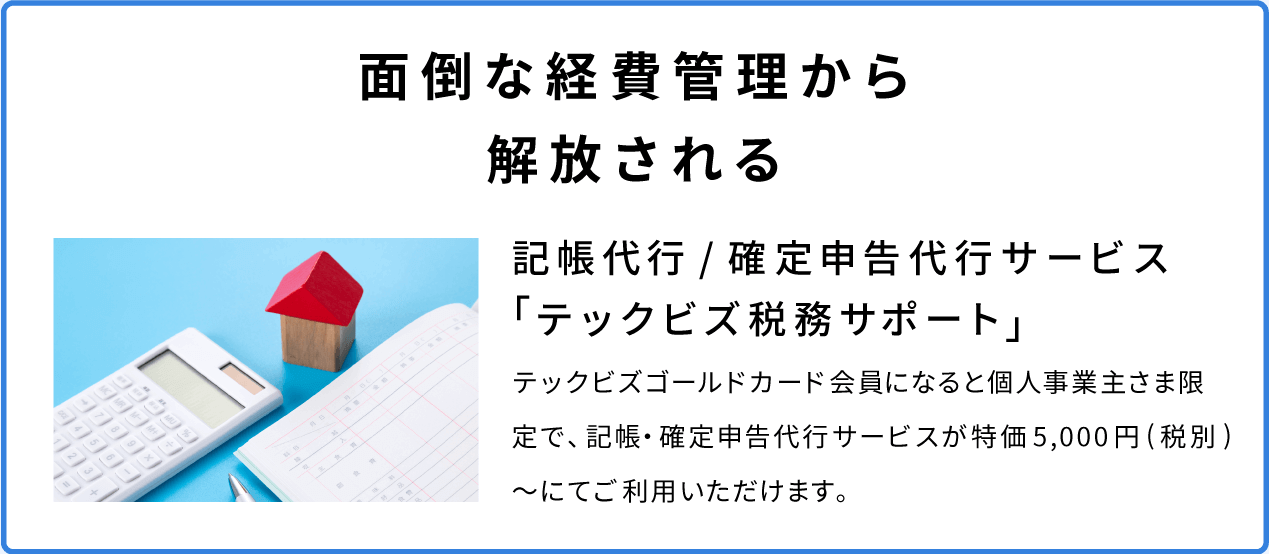 面倒な経費管理から
解放される
記帳代行/確定申告代行サービス
「テックビズ税務サポート」
テックビズゴールドカード会員になると個人事業主さま限
定で、記帳・確定申告代行サービスが特価5,000円(税別)
～にてご利用いただけます。